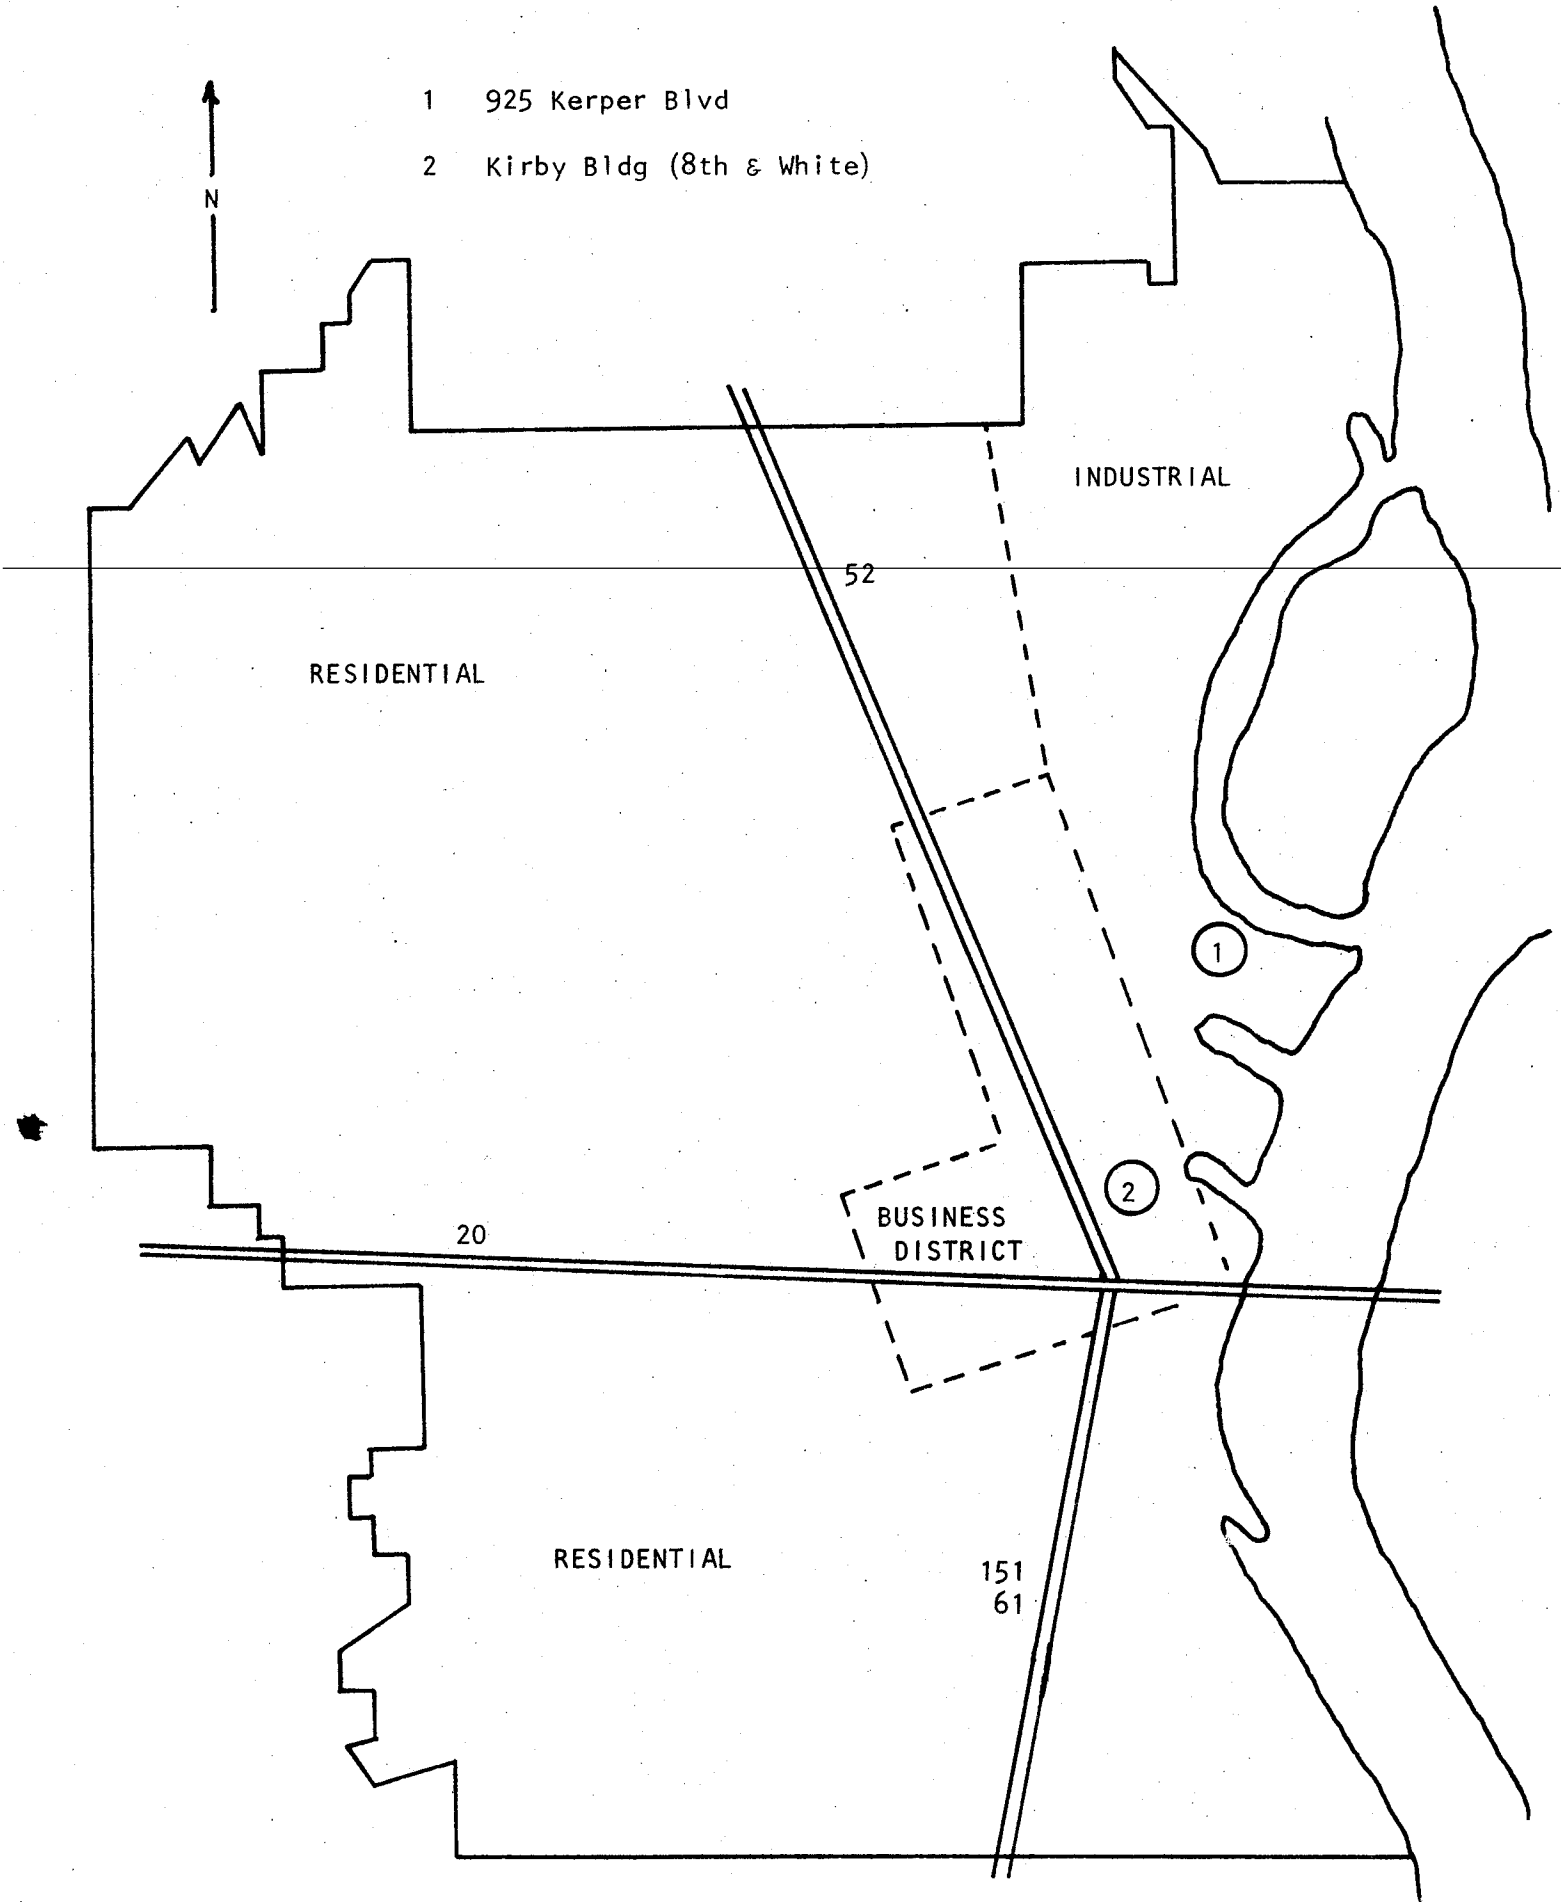 1 925 Kerper Blvd
2 Kirby Bldg (8th & White)
N
INDUSTRIAL
52
RESIDENTIAL
1
2
BUSINESS
DISTRICT
20
RESIDENTIAL
151
61